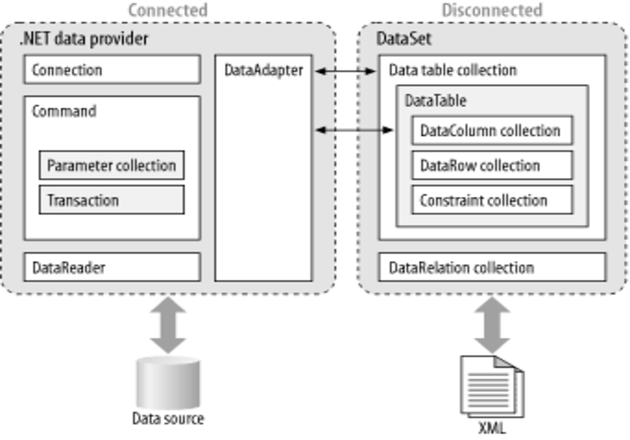 Connected
Disconnected
.NET data provider
Connection
Command
Parameter collection
Transaction
DataReader
DataAdapter
DataSet
Data table collection
DataTable
DataColumn collection
DataRow collection
Constraint collection
DataRelation collection
Data source
XML